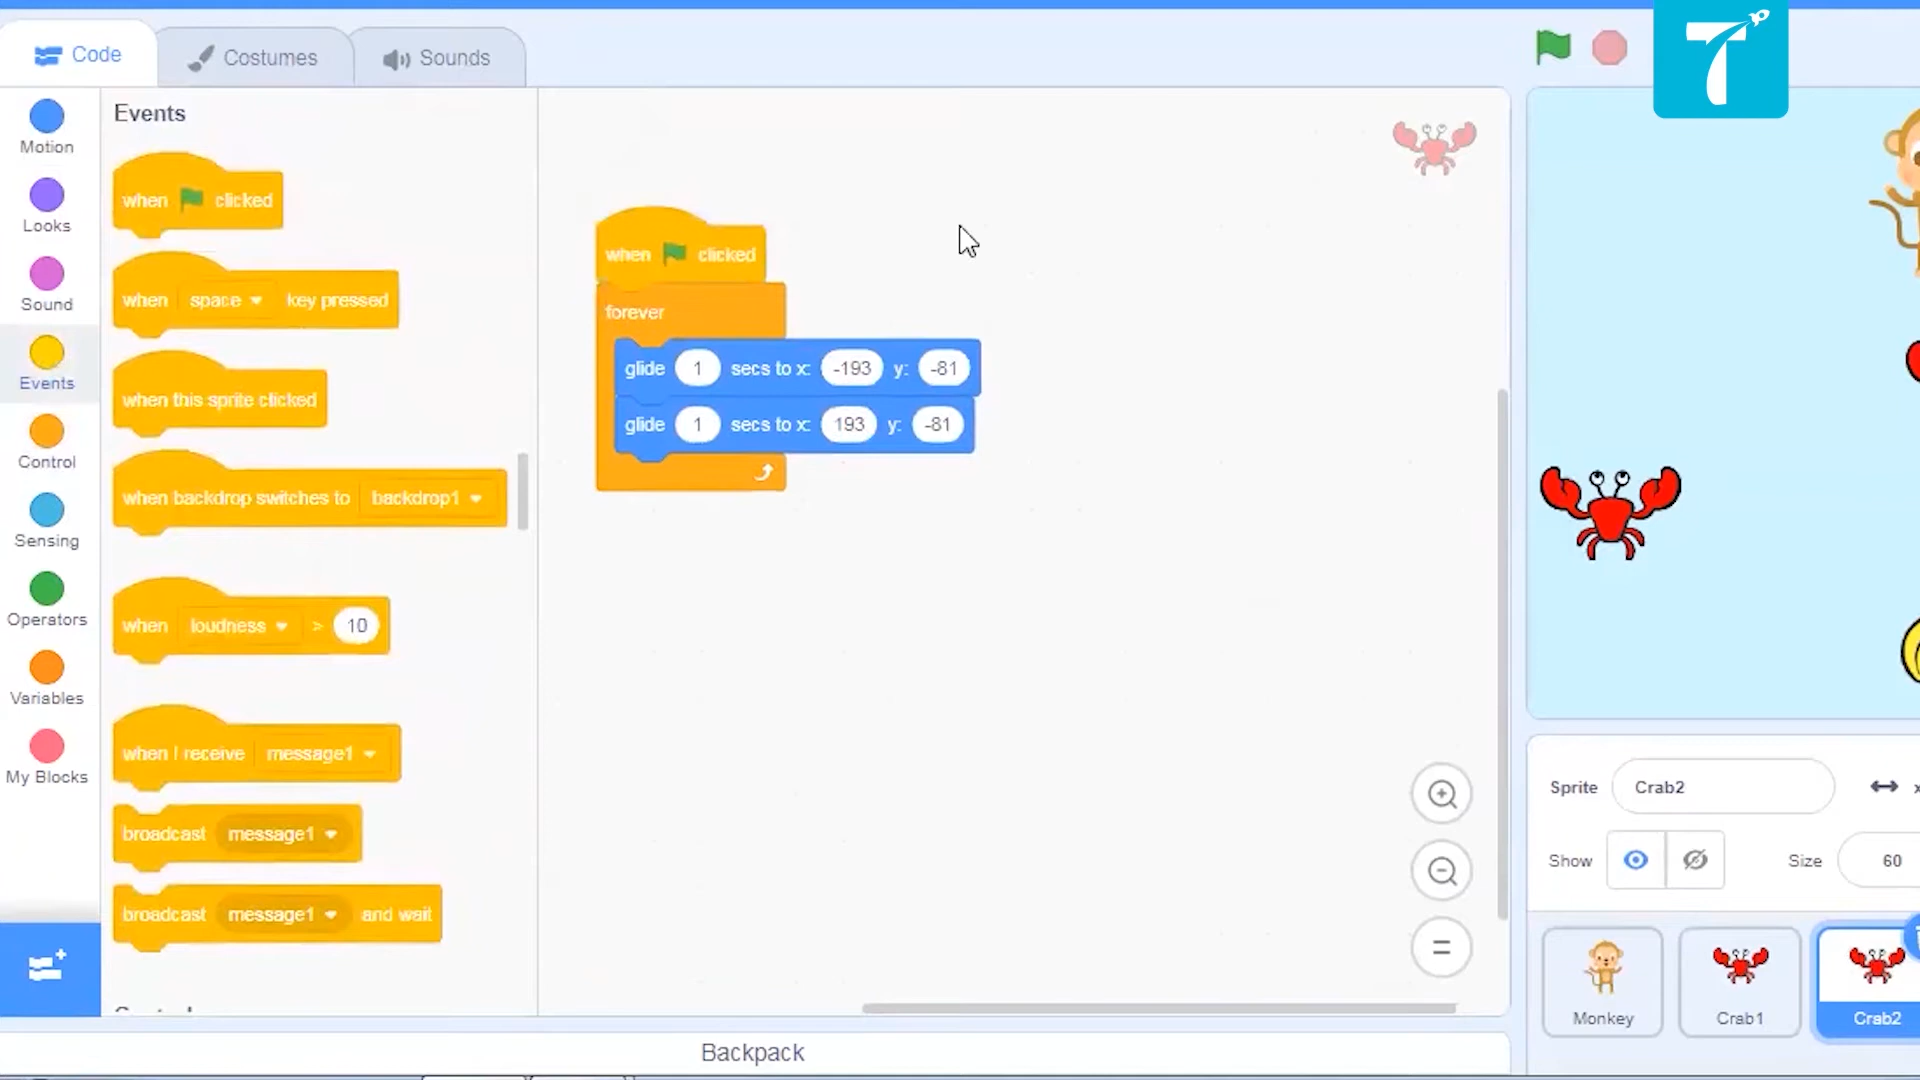 Code
Costumes
Sounds
Motion
Looks
Sound
Events
Control
Sensing
Operators
Variables
My Blocks
Events
when clicked
when space key pressed
when this sprite clicked
when backdrop switches to backdrop1
when loudness > 10
when I receive message1
broadcast message1
broadcast message1 and wait
when clicked
forever
glide 1 secs to x: -193 y: -81
glide 1 secs to x: 193 y: -81
Backpack
Sprite Crab2 x
Show Size 60
Monkey
Crab1
Crab2